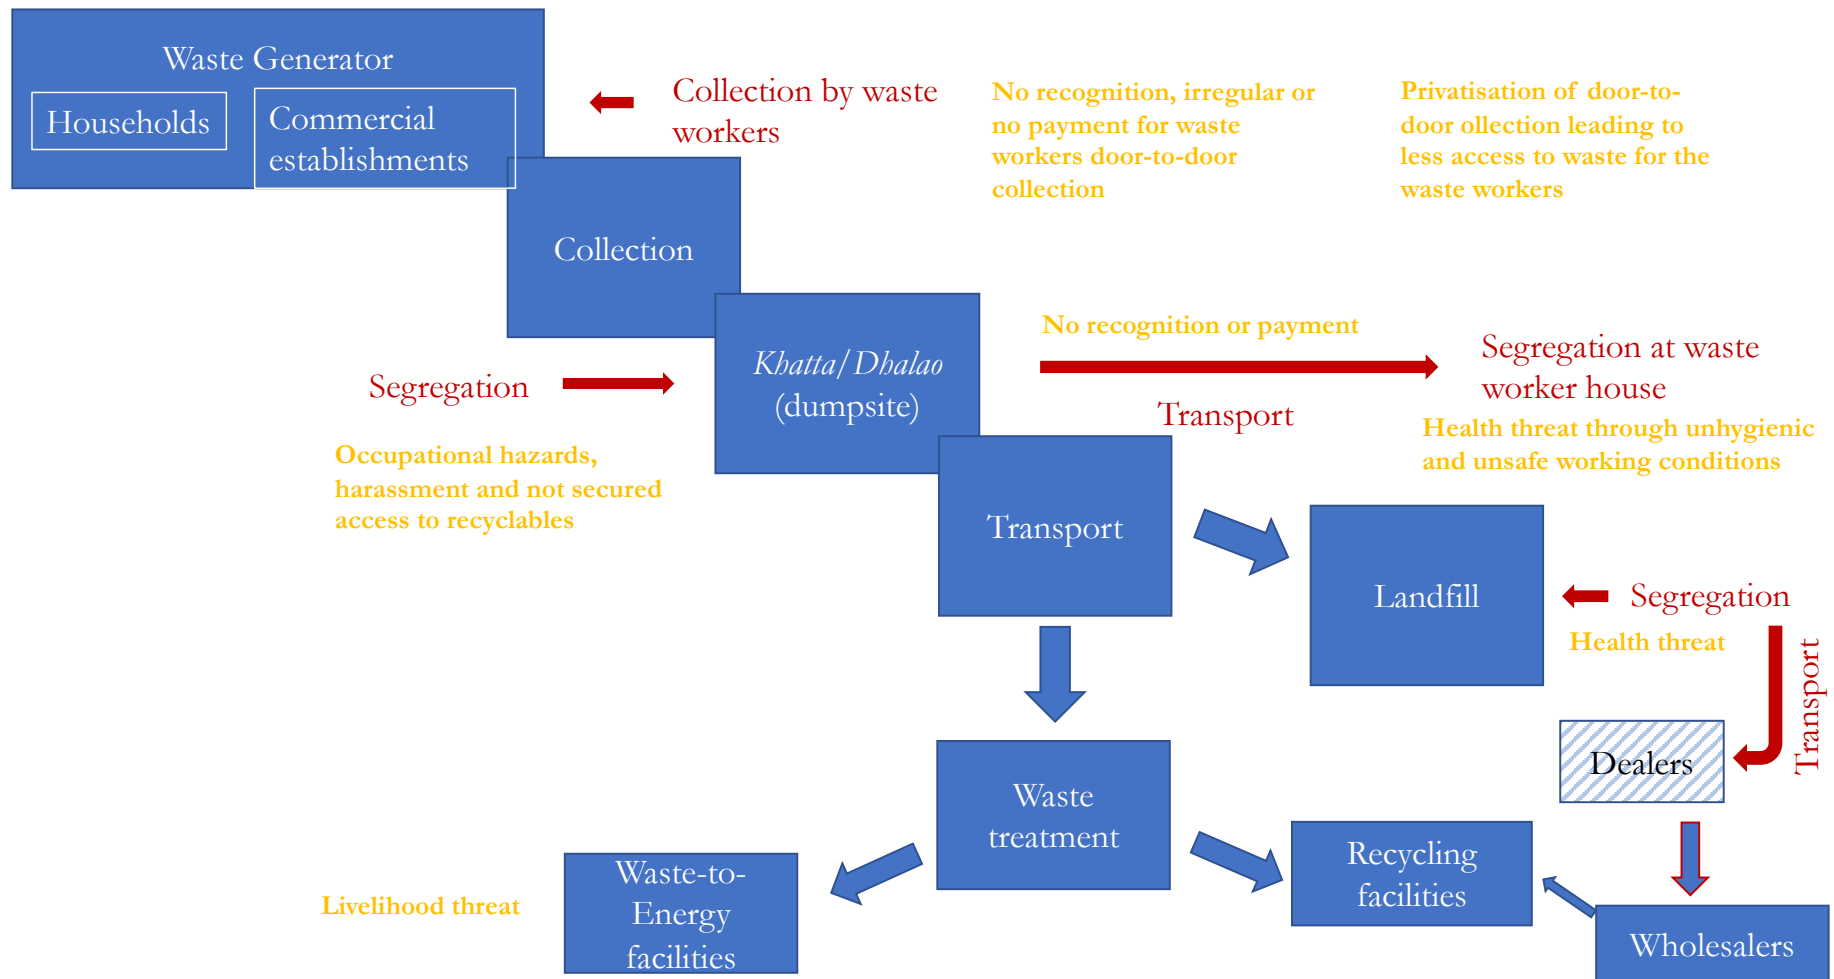 Waste Generator
Households
Commercial
establishments
Collection by waste
workers
No recognition, irregular or
no payment for waste
workers door-to-door
collection
Privatisation of door-to-
door ollection leading to
less access to waste for the
waste workers
Collection
Khatta/Dhalao
(dumpsite)
Segregation
Occupational hazards,
harassment and not secured
access to recyclables
No recognition or payment
Transport
Segregation at waste
worker house
Health threat through unhygienic
and unsafe working conditions
Transport
Landfill
Segregation
Health threat
Transport
Dealers
Waste
treatment
Recycling
facilities
Wholesalers
Livelihood threat
Waste-to-
Energy
facilities